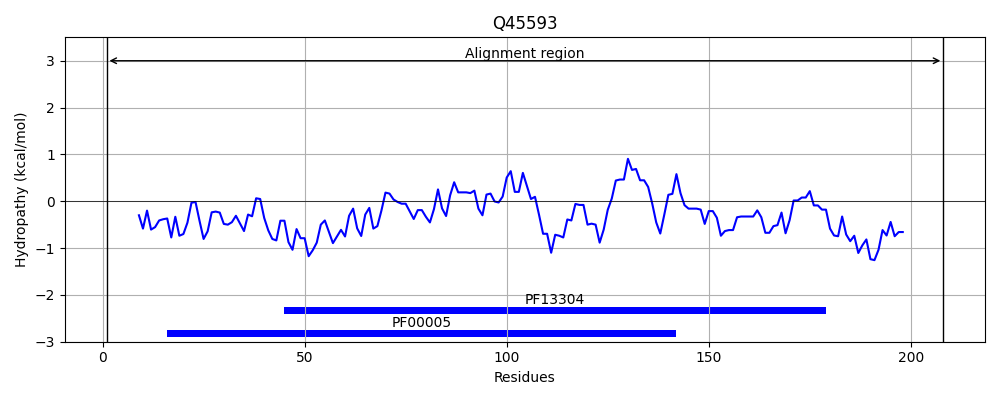 Q45593
Alignment region
3
2
1
0
−1
−2
−3
Hydropathy (kcal/mol)
PF13304
PF00005
0 50 100 150 200
Residues